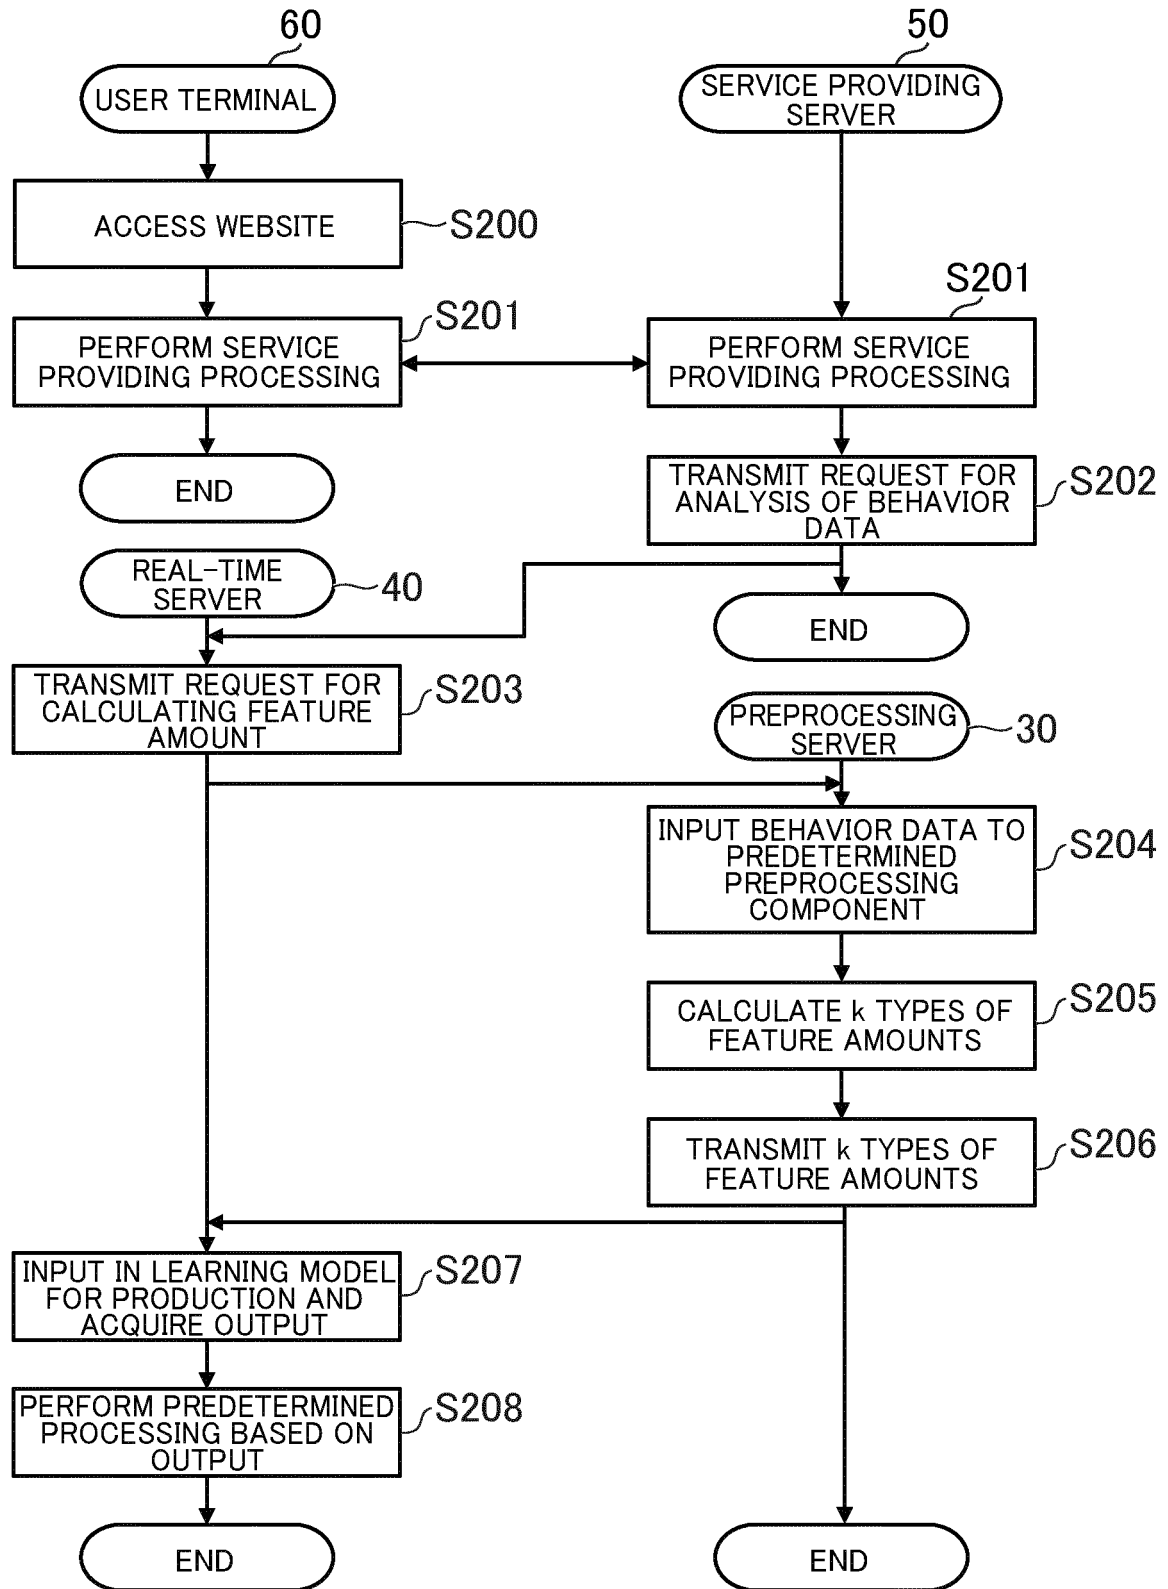 60
USER TERMINAL
50
SERVICE PROVIDING
SERVER
ACCESS WEBSITE
S200
PERFORM SERVICE
PROVIDING PROCESSING
S201
PERFORM SERVICE
PROVIDING PROCESSING
S201
END
TRANSMIT REQUEST FOR
ANALYSIS OF BEHAVIOR
DATA
S202
REAL-TIME
SERVER
40
END
TRANSMIT REQUEST FOR
CALCULATING FEATURE
AMOUNT
S203
PREPROCESSING
SERVER
30
INPUT BEHAVIOR DATA TO
PREDETERMINED
PREPROCESSING
COMPONENT
S204
CALCULATE k TYPES OF
FEATURE AMOUNTS
S205
TRANSMIT k TYPES OF
FEATURE AMOUNTS
S206
INPUT IN LEARNING MODEL
FOR PRODUCTION AND
ACQUIRE OUTPUT
S207
PERFORM PREDETERMINED
PROCESSING BASED ON
OUTPUT
S208
END
END